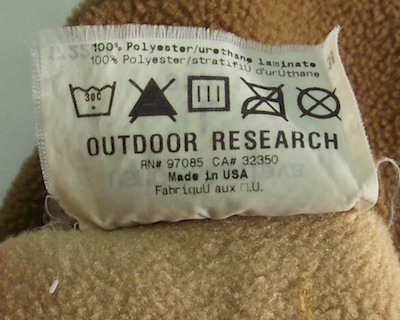 100% Polyester/urethane laminate
100% Polyester/stratifiU d'urUthane
30C
OUTDOOR RESEARCH
RN# 97085 CA# 32350
Made in USA
FabriquU aux U.U.